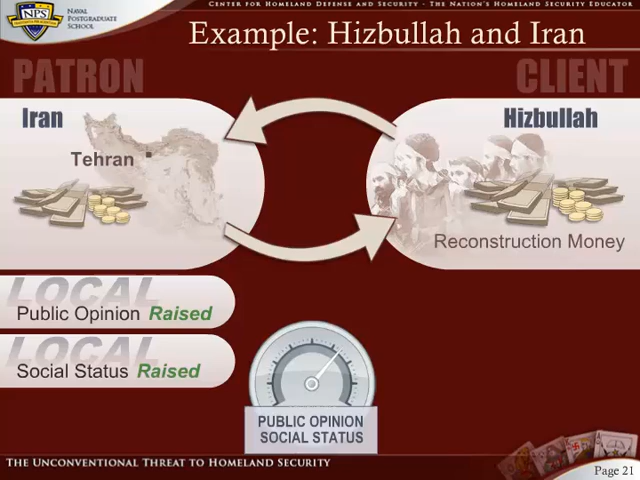 CENTER FOR HOMELAND DEFENSE AND SECURITY - THE NATION'S HOMELAND SECURITY EDUCATOR
NPS
NAVAL
POSTGRADUATE
SCHOOL
Example: Hizbullah and Iran
PATRON
CLIENT
Iran
Hizbullah
Tehran
Reconstruction Money
LOCAL
Public Opinion Raised
LOCAL
Social Status Raised
PUBLIC OPINION
SOCIAL STATUS
THE UNCONVENTIONAL THREAT TO HOMELAND SECURITY
Page 21